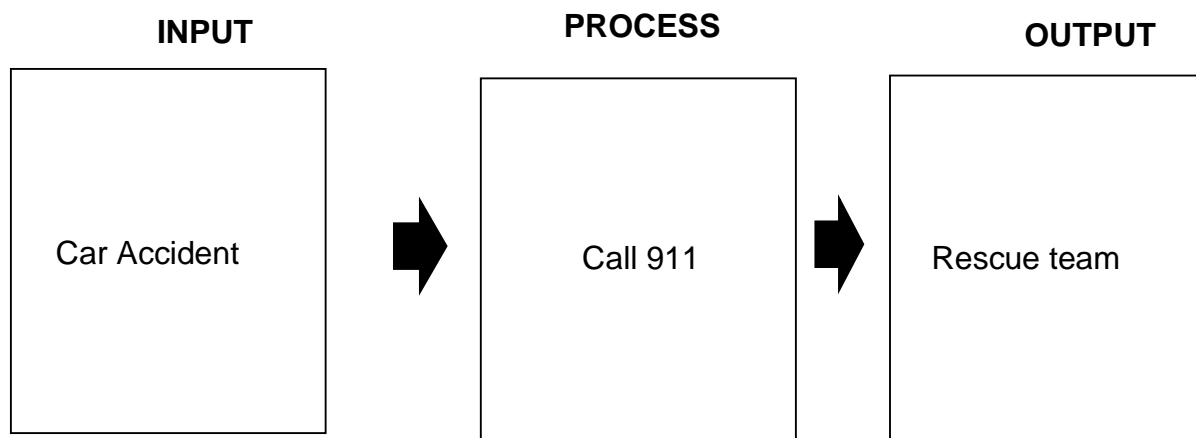 INPUT
PROCESS
OUTPUT
Car Accident
Call 911
Rescue team